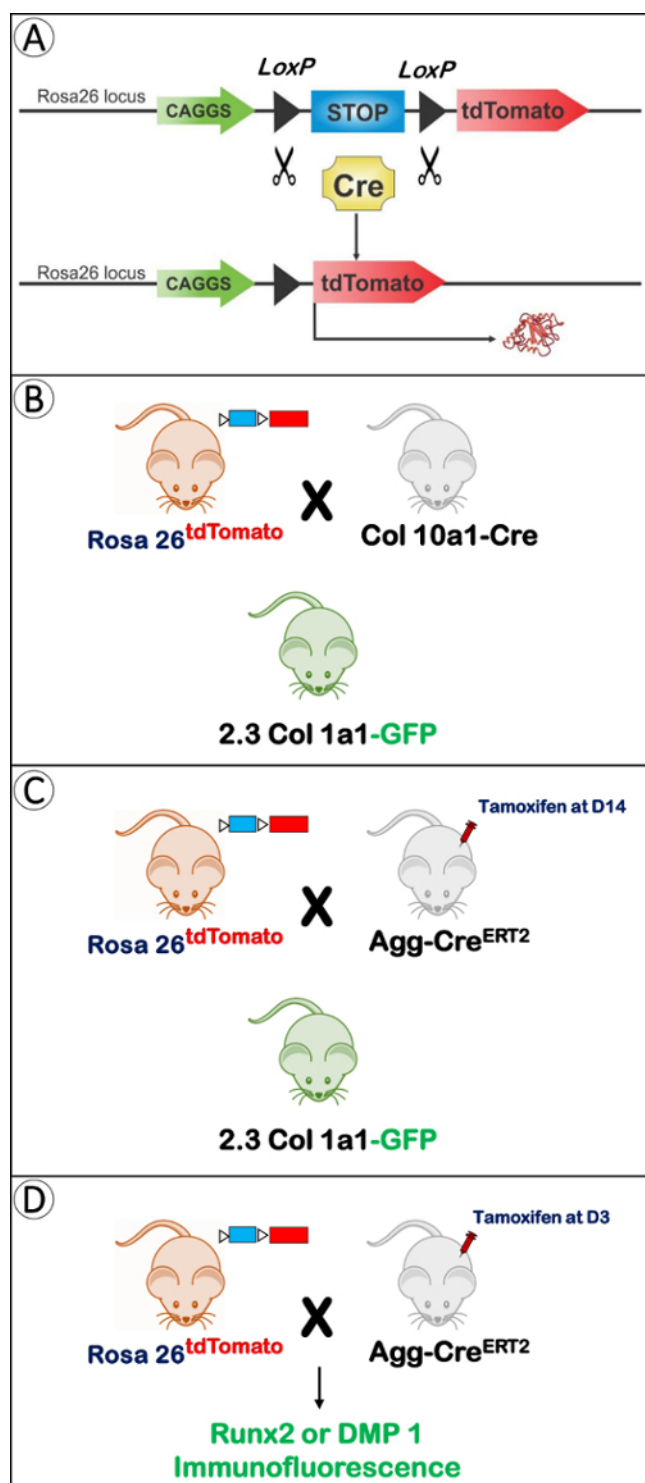 A
LoxP LoxP
Rosa26 locus CAGGS STOP tdTomato
Cre
Rosa26 locus CAGGS tdTomato
B
Rosa 26tdTomato X Col 10a1-Cre
2.3 Col 1a1-GFP
C
Tamoxifen at D14
Rosa 26tdTomato X Agg-CreERT2
2.3 Col 1a1-GFP
D
Tamoxifen at D3
Rosa 26tdTomato X Agg-CreERT2
Runx2 or DMP 1
Immunofluorescence